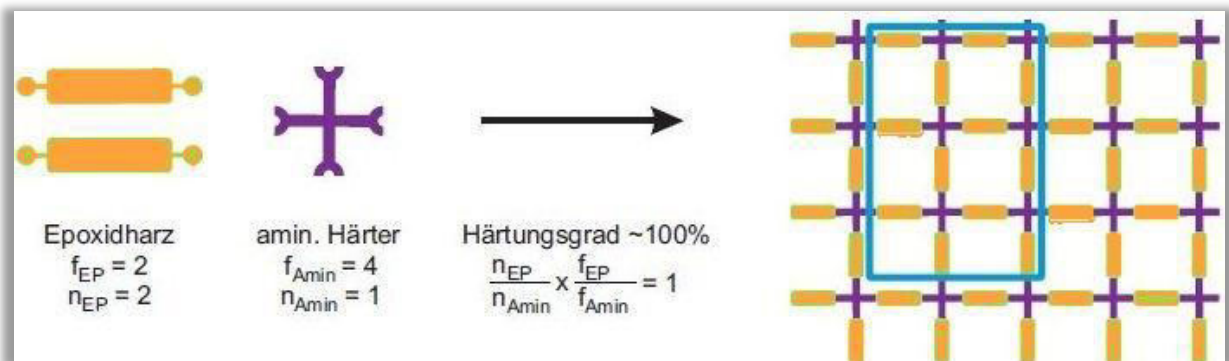 Epoxidharz
f_EP = 2
n_EP = 2
amin. Härter
f_Amin = 4
n_Amin = 1
Härtungsgrad ~100%
n_EP / n_Amin x f_EP / f_Amin = 1